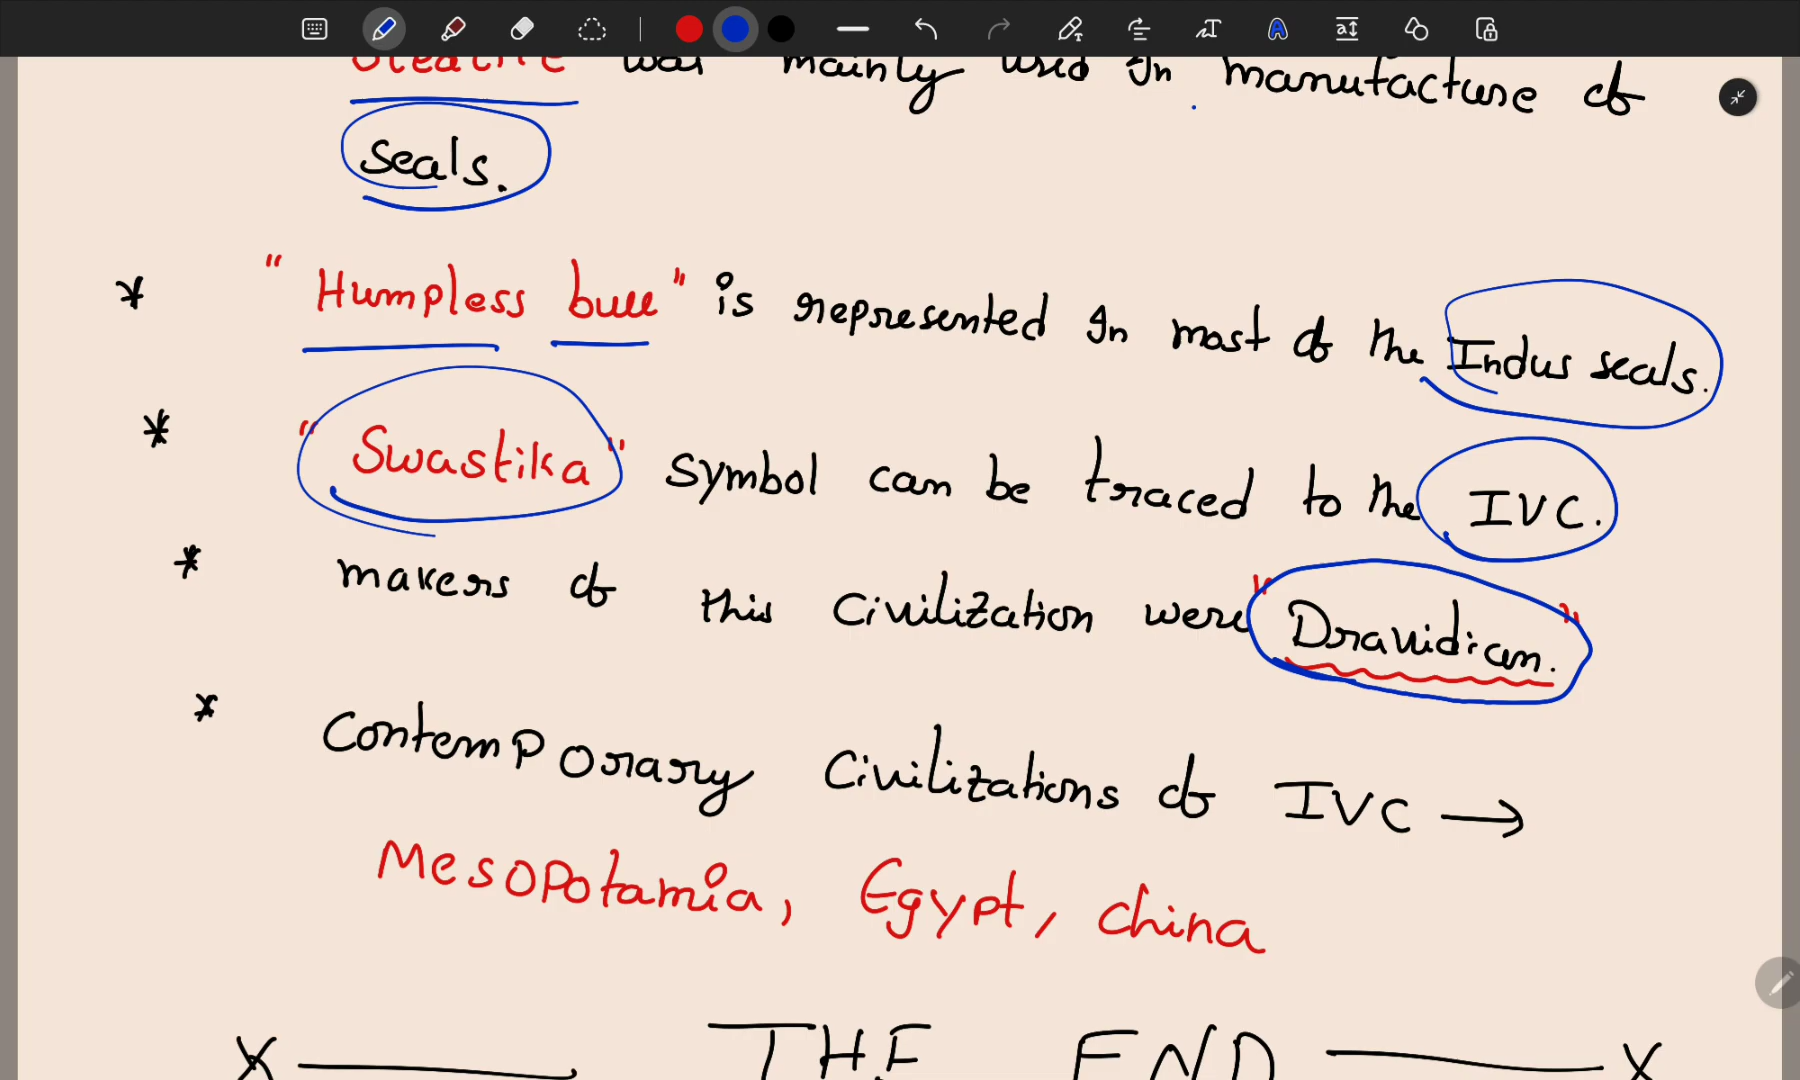 Steatite was mainly used in manufacture of
Seals.
* "Humpless bull" is represented In most of the Indus seals.
* "Swastika" Symbol can be traced to the IVC.
* makers of this Civilization were "Dravidian."
* Contemporary Civilizations of IVC →
Mesopotamia, Egypt, China
X THE END X